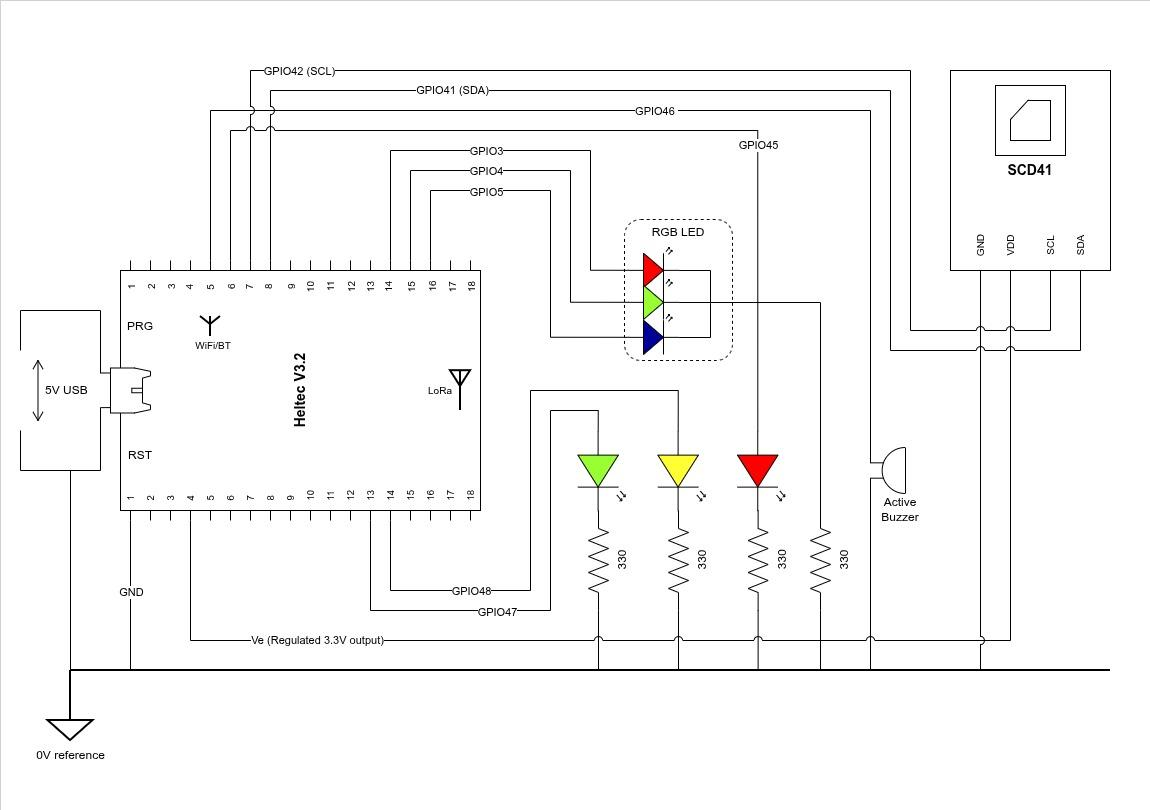 GPIO42 (SCL)
GPIO41 (SDA)
GPIO46
GPIO45
GPIO3
GPIO4
GPIO5
SCD41
GND
VDD
SCL
SDA
RGB LED
1
2
3
4
5
6
7
8
9
10
11
12
13
14
15
16
17
18
PRG
WiFi/BT
5V USB
Heltec V3.2
LoRa
RST
1
2
3
4
5
6
7
8
9
10
11
12
13
14
15
16
17
18
Active
Buzzer
330
330
330
330
GND
GPIO48
GPIO47
Ve (Regulated 3.3V output)
0V reference